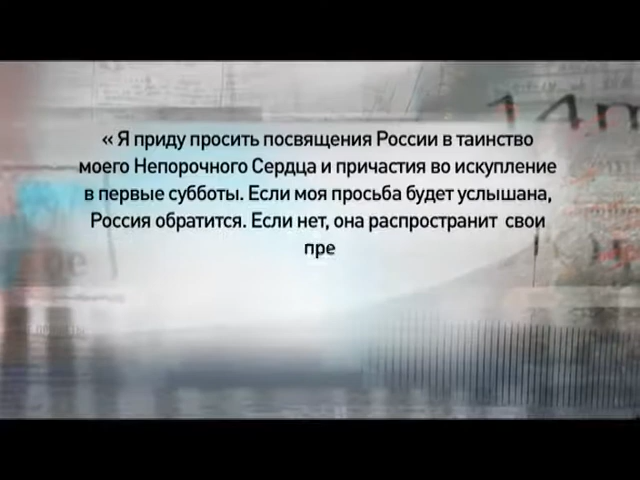 « Я приду просить посвящения России в таинство
моего Непорочного Сердца и причастия во искупление
в первые субботы. Если моя просьба будет услышана,
Россия обратится. Если нет, она распространит свои
пре
14m